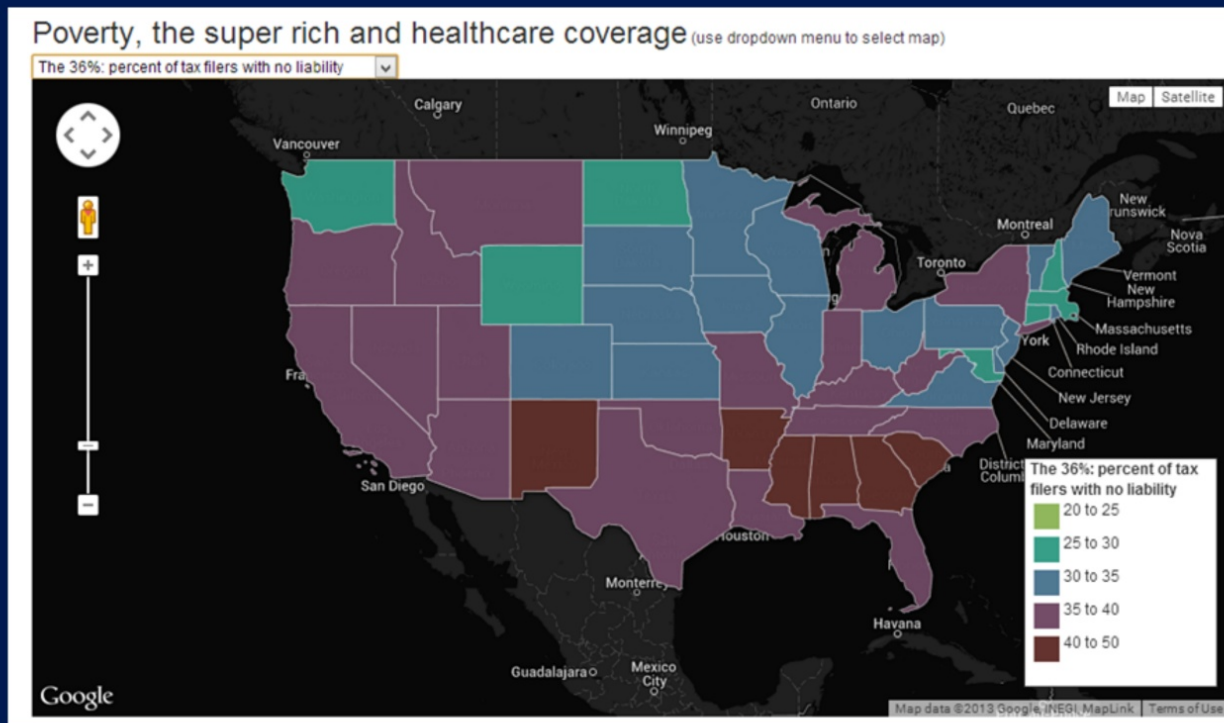 Poverty, the super rich and healthcare coverage (use dropdown menu to select map)
The 36%: percent of tax filers with no liability
Map Satellite
Calgary
Ontario
Quebec
Vancouver
Winnipeg
New
runswick
Montreal
Nova
Scotia
Toronto
Vermont
New
Hampshire
Massachusetts
York
Rhode Island
Connecticut
Fra
New Jersey
Delaware
Maryland
San Diego
District
Colum
Houston
Monterrey
Havana
Guadalajara
Mexico
City
The 36%: percent of tax
filers with no liability
20 to 25
25 to 30
30 to 35
35 to 40
40 to 50
Google
Map data ©2013 Google, INEGI, MapLink Terms of Use